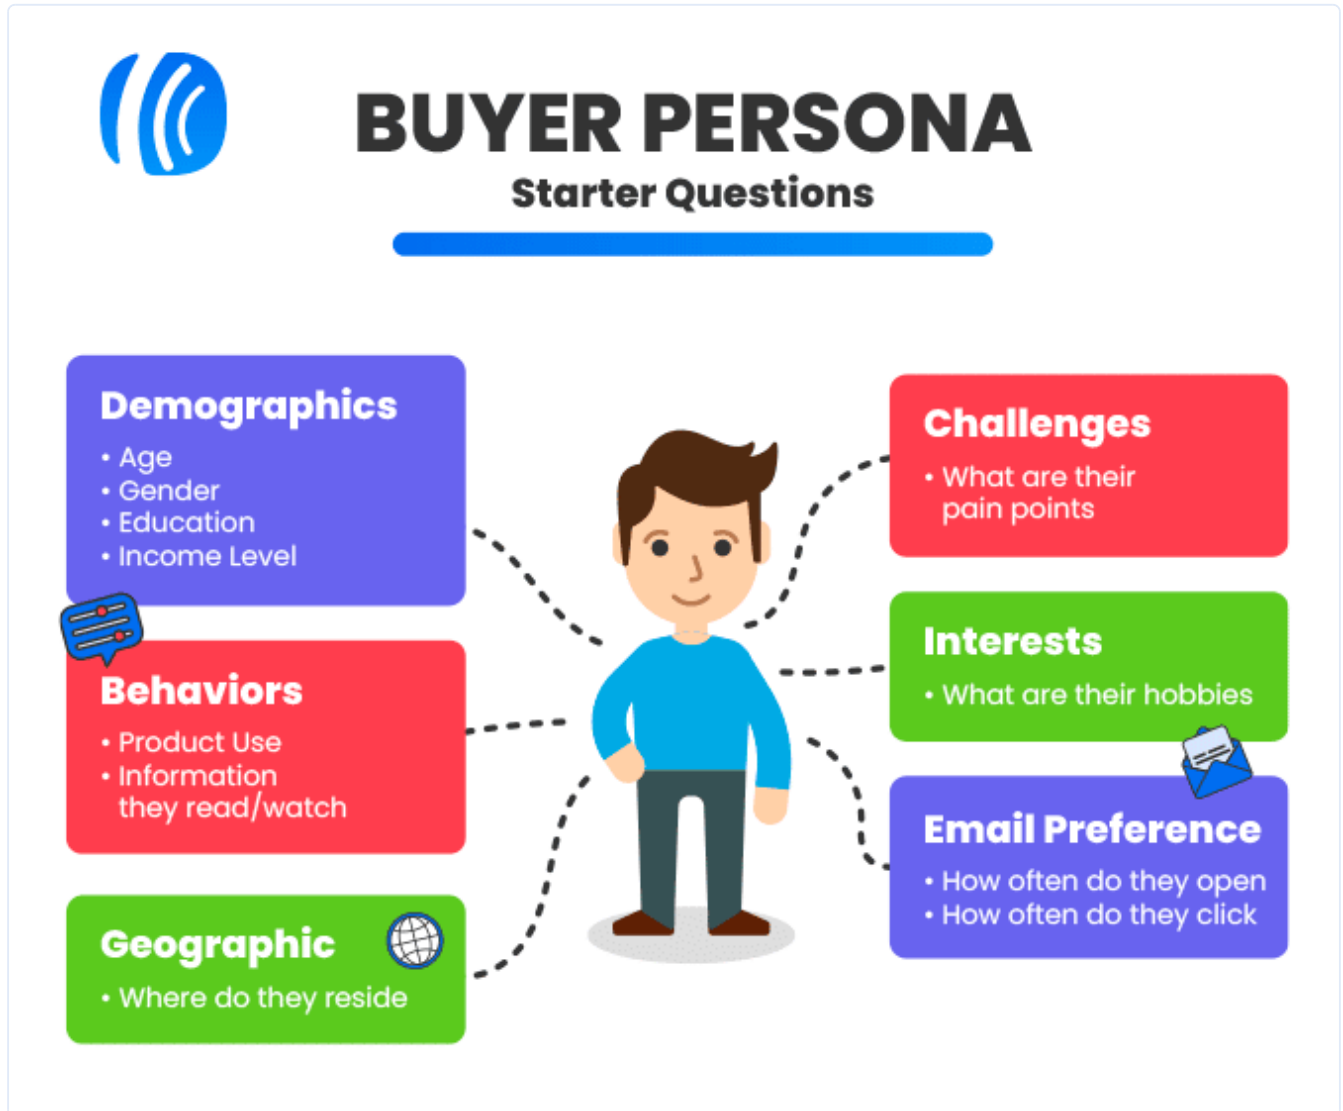 BUYER PERSONA
Starter Questions
Demographics
• Age
• Gender
• Education
• Income Level
Behaviors
• Product Use
• Information
they read/watch
Geographic
• Where do they reside
Challenges
• What are their
pain points
Interests
• What are their hobbies
Email Preference
• How often do they open
• How often do they click